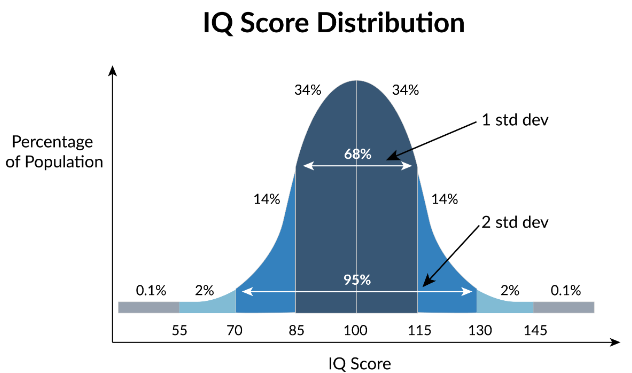 IQ Score Distribution
34%
34%
1 std dev
Percentage
of Population
68%
14%
14%
2 std dev
95%
0.1%
2%
2%
0.1%
55
70
85
100
115
130
145
IQ Score